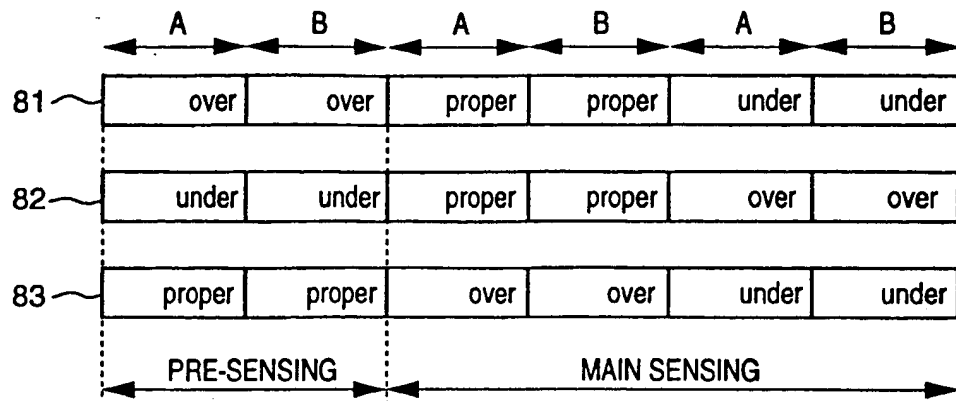 A B A B A B
81 over over proper proper under under
82 under under proper proper over over
83 proper proper over over under under
PRE-SENSING MAIN SENSING